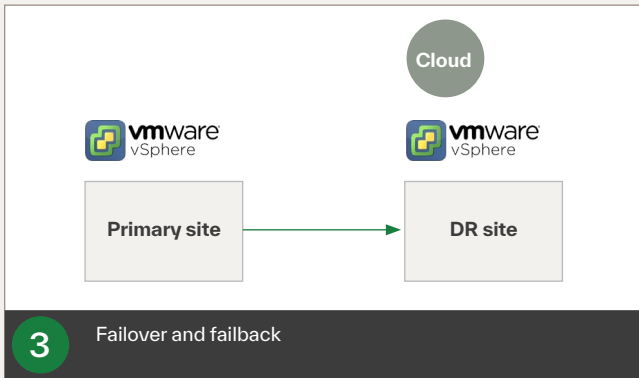 Cloud
vmware
vSphere
vmware
vSphere
Primary site
DR site
3
Failover and failback